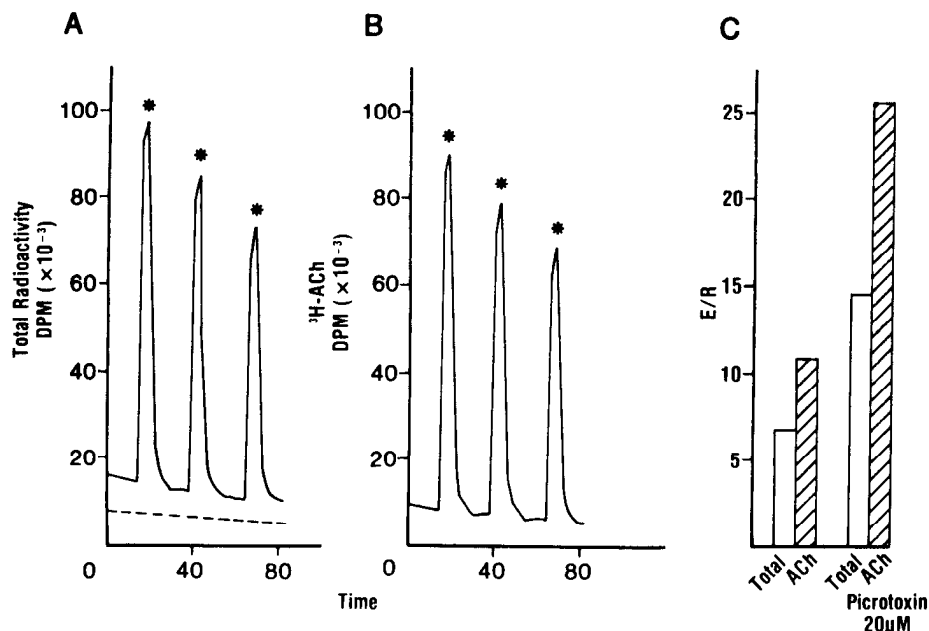 A
B
C
Total Radioactivity
DPM ( ×10⁻³)
100
80
60
40
20
0
40
80
³H-ACh
DPM ( ×10⁻³)
100
80
60
40
20
0
40
80
Time
E/R
25
20
15
10
5
Total
ACh
Total
ACh
Picrotoxin
20μM
*
*
*
*
*
*